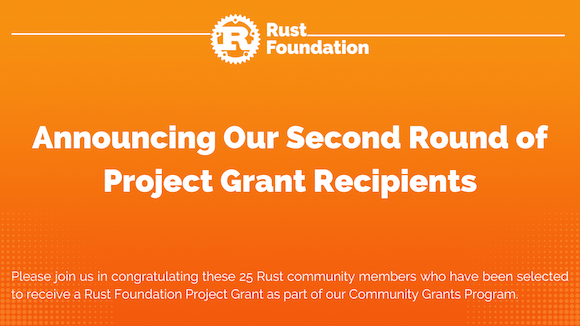 R
Rust
Foundation
Announcing Our Second Round of
Project Grant Recipients
Please join us in congratulating these 25 Rust community members who have been selected
to receive a Rust Foundation Project Grant as part of our Community Grants Program.